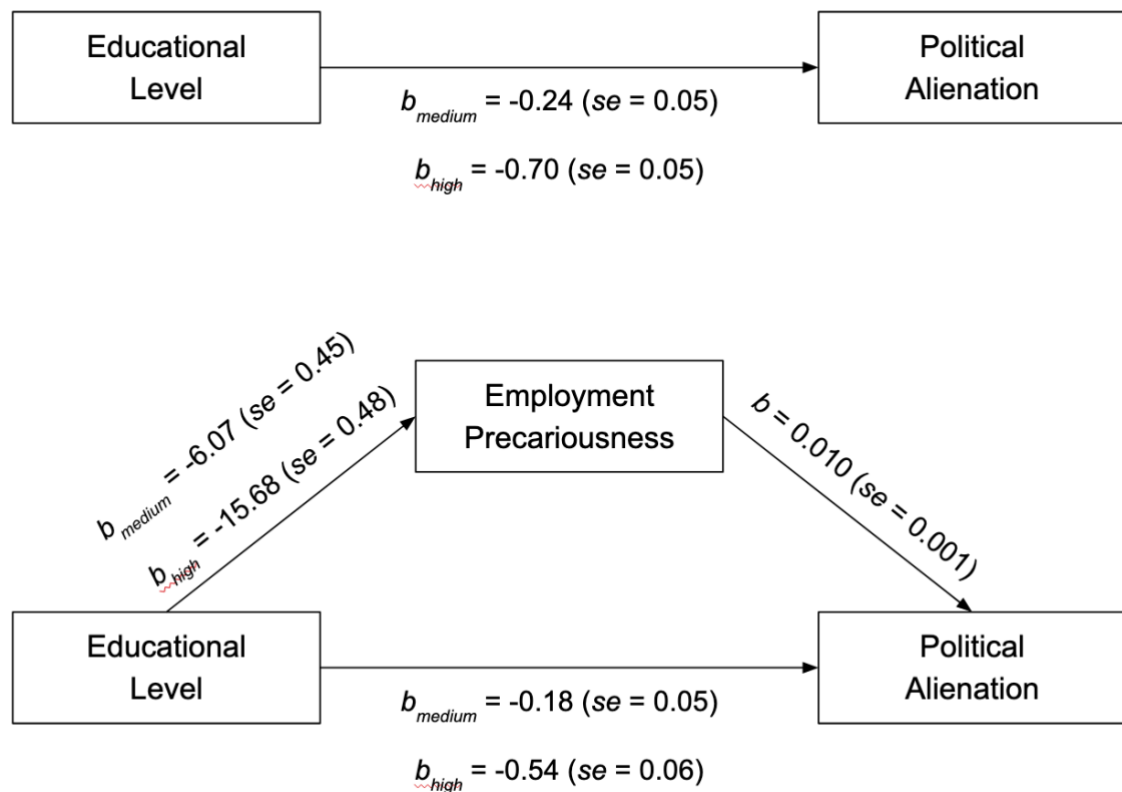 Educational
Level
Political
Alienation
b medium = -0.24 (se = 0.05)
b high = -0.70 (se = 0.05)
b medium = -6.07 (se = 0.45)
b high = -15.68 (se = 0.48)
Employment
Precariousness
b = 0.010 (se = 0.001)
Educational
Level
Political
Alienation
b medium = -0.18 (se = 0.05)
b high = -0.54 (se = 0.06)